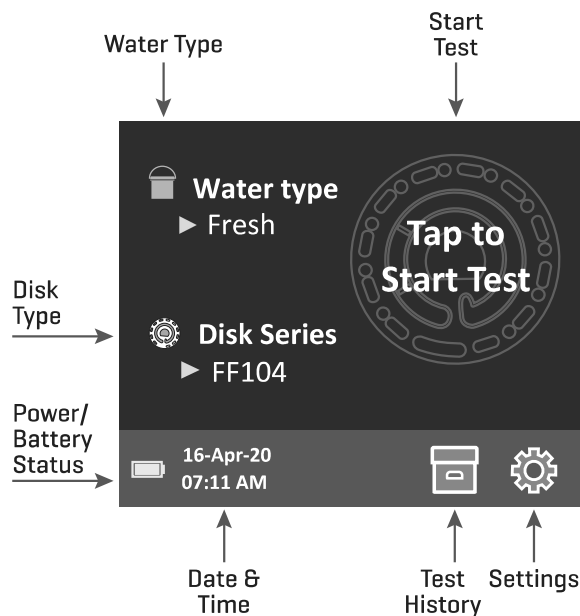 Water Type
Start
Test
Water type
▶ Fresh
Tap to
Start Test
Disk
Type
Disk Series
▶ FF104
Power/
Battery
Status
16-Apr-20
07:11 AM
Date &
Time
Test
History
Settings